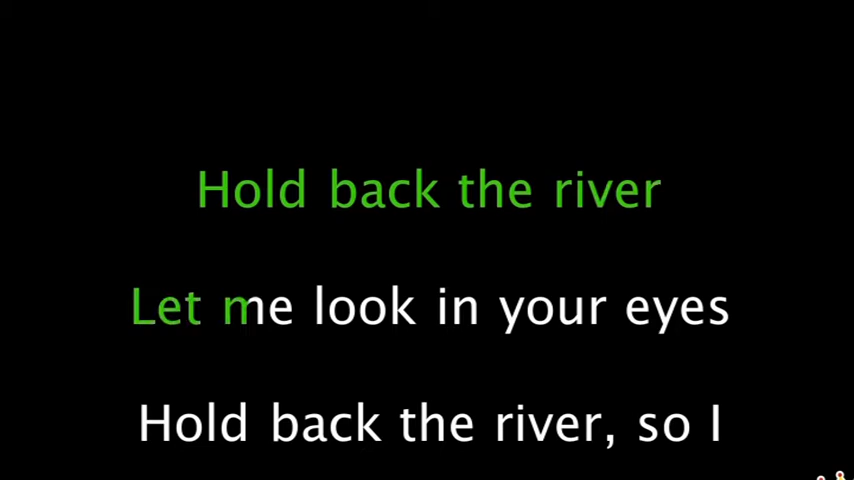 Hold back the river
Let me look in your eyes
Hold back the river, so I